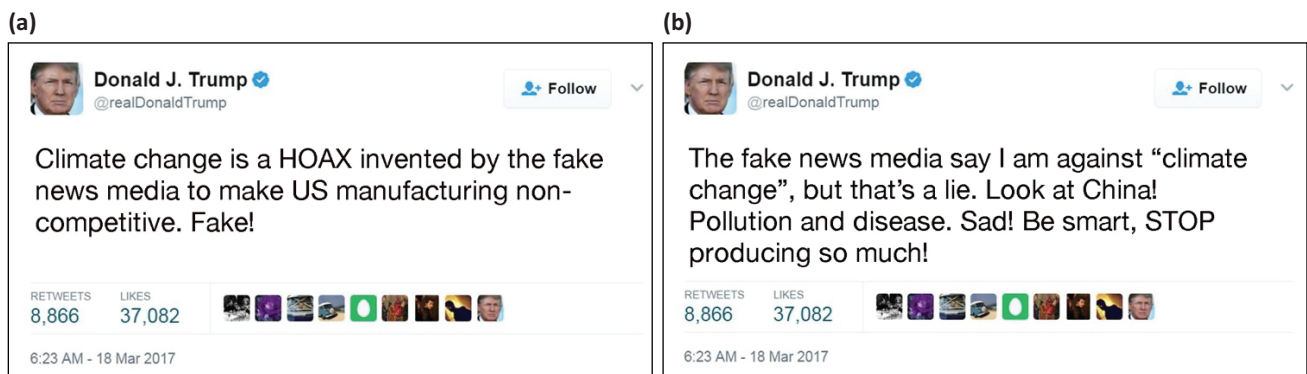 (a)
Donald J. Trump
@realDonaldTrump
Follow
Climate change is a HOAX invented by the fake
news media to make US manufacturing non-
competitive. Fake!
RETWEETS LIKES
8,866 37,082
6:23 AM - 18 Mar 2017
(b)
Donald J. Trump
@realDonaldTrump
Follow
The fake news media say I am against “climate
change”, but that’s a lie. Look at China!
Pollution and disease. Sad! Be smart, STOP
producing so much!
RETWEETS LIKES
8,866 37,082
6:23 AM - 18 Mar 2017